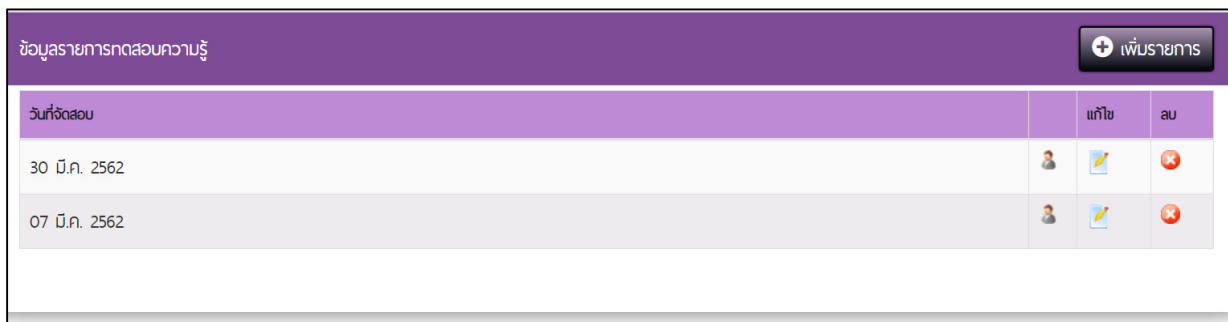 ข้อมูลรายการทดสอบความรู้
เพิ่มรายการ
วันที่จัดสอบ แก้ไข ลบ
30 มี.ค. 2562
07 มี.ค. 2562